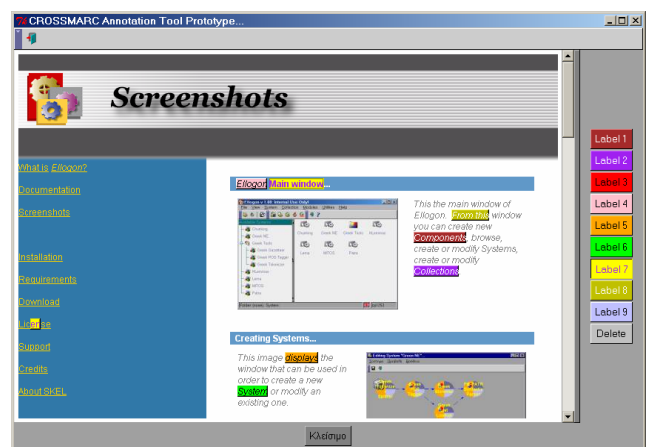 CROSSMARC Annotation Tool Prototype...
Screenshots
What is Ellogon?
Documentation
Screenshots
Installation
Requirements
Download
License
Support
Credits
About SKEL
Ellogon Main window...
This the main window of
Ellogon. From this window
you can create new
Components, browse,
create or modify Systems,
create or modify
Collections
Creating Systems...
This image displays the
window that can be used in
order to create a new
System or modify an
existing one.
Label 1
Label 2
Label 3
Label 4
Label 5
Label 6
Label 7
Label 8
Label 9
Delete
Κλείσιμο